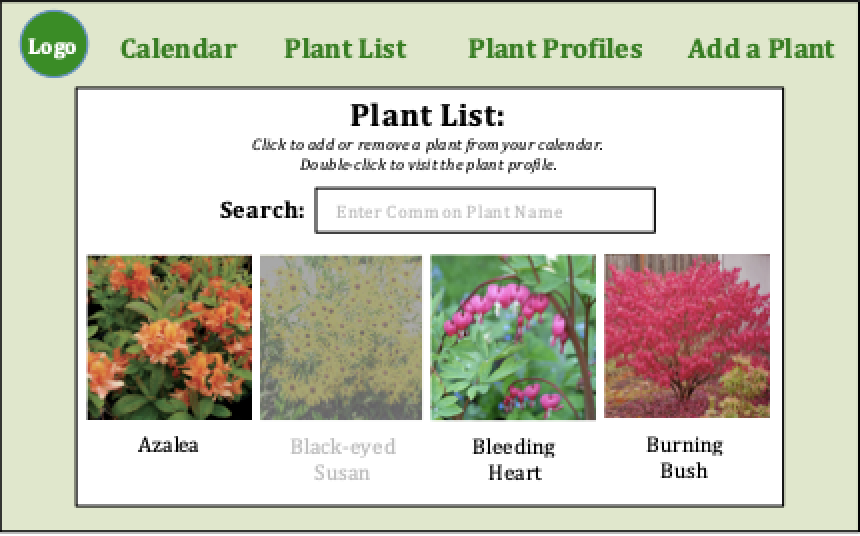 Logo
Calendar
Plant List
Plant Profiles
Add a Plant
Plant List:
Click to add or remove a plant from your calendar.
Double-click to visit the plant profile.
Search:
Enter Common Plant Name
Azalea
Black-eyed
Susan
Bleeding
Heart
Burning
Bush